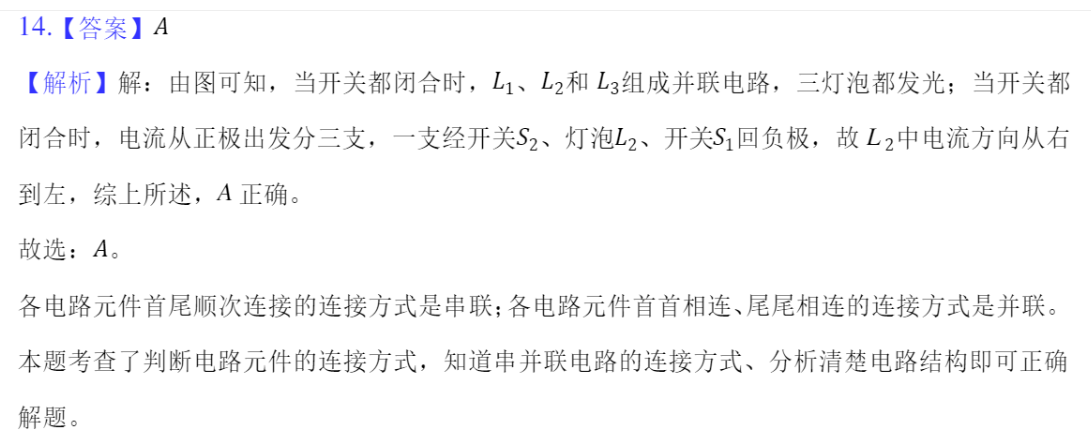 14.【答案】A
【解析】解：由图可知，当开关都闭合时，L₁、L₂和 L₃组成并联电路，三灯泡都发光；当开关都
闭合时，电流从正极出发分三支，一支经开关S₂、灯泡L₂、开关S₁回负极，故 L₂中电流方向从右
到左，综上所述，A 正确。
故选：A。
各电路元件首尾顺次连接的连接方式是串联；各电路元件首首相连、尾尾相连的连接方式是并联。
本题考查了判断电路元件的连接方式，知道串并联电路的连接方式、分析清楚电路结构即可正确
解题。